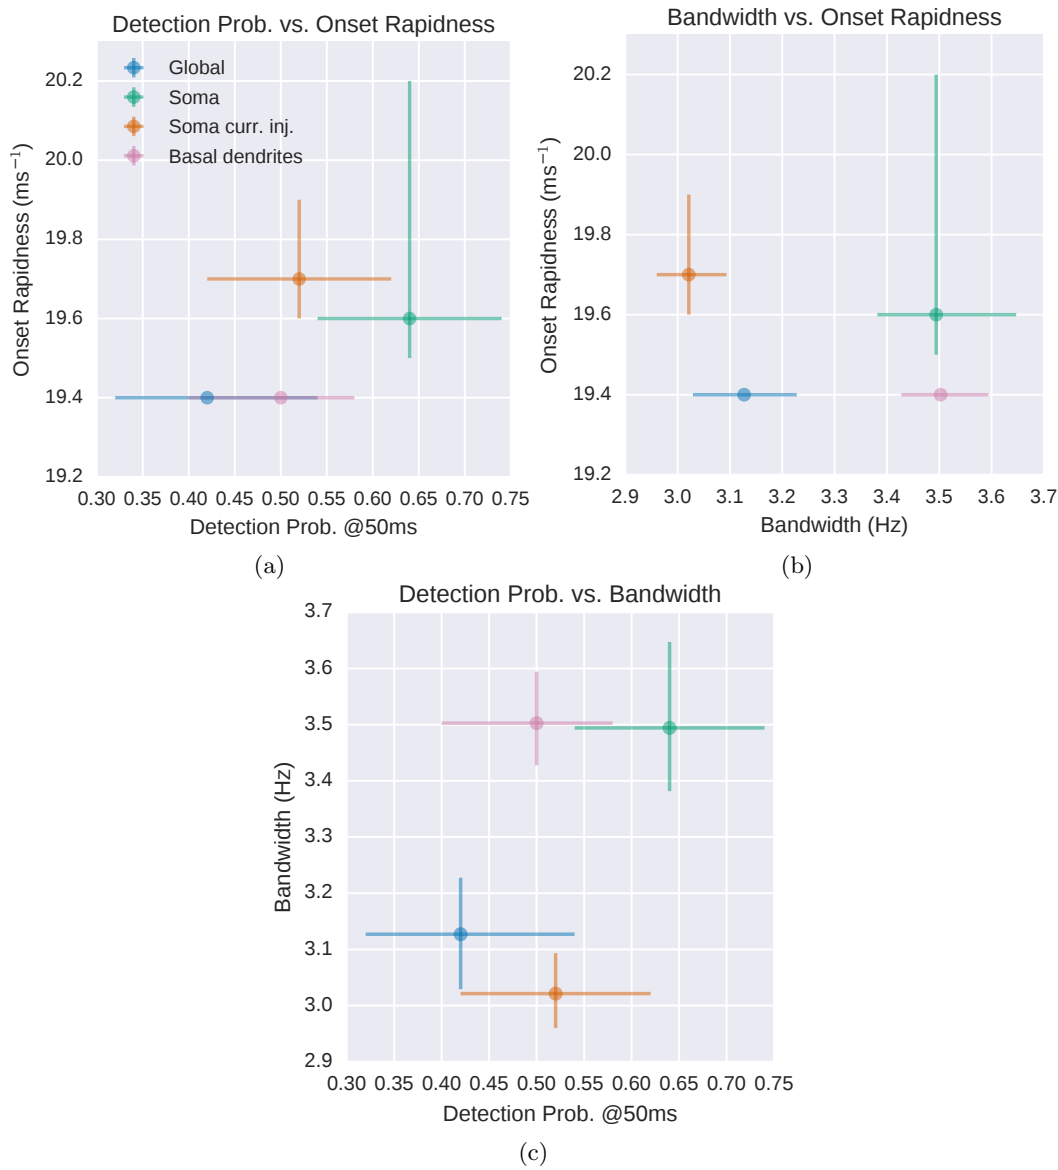 Detection Prob. vs. Onset Rapidness
Global
Soma
Soma curr. inj.
Basal dendrites
Onset Rapidness (ms⁻¹)
20.2
20.0
19.8
19.6
19.4
19.2
0.30 0.35 0.40 0.45 0.50 0.55 0.60 0.65 0.70 0.75
Detection Prob. @50ms
(a)
Bandwidth vs. Onset Rapidness
Onset Rapidness (ms⁻¹)
20.2
20.0
19.8
19.6
19.4
19.2
2.9 3.0 3.1 3.2 3.3 3.4 3.5 3.6 3.7
Bandwidth (Hz)
(b)
Detection Prob. vs. Bandwidth
Bandwidth (Hz)
3.7
3.6
3.5
3.4
3.3
3.2
3.1
3.0
2.9
0.30 0.35 0.40 0.45 0.50 0.55 0.60 0.65 0.70 0.75
Detection Prob. @50ms
(c)